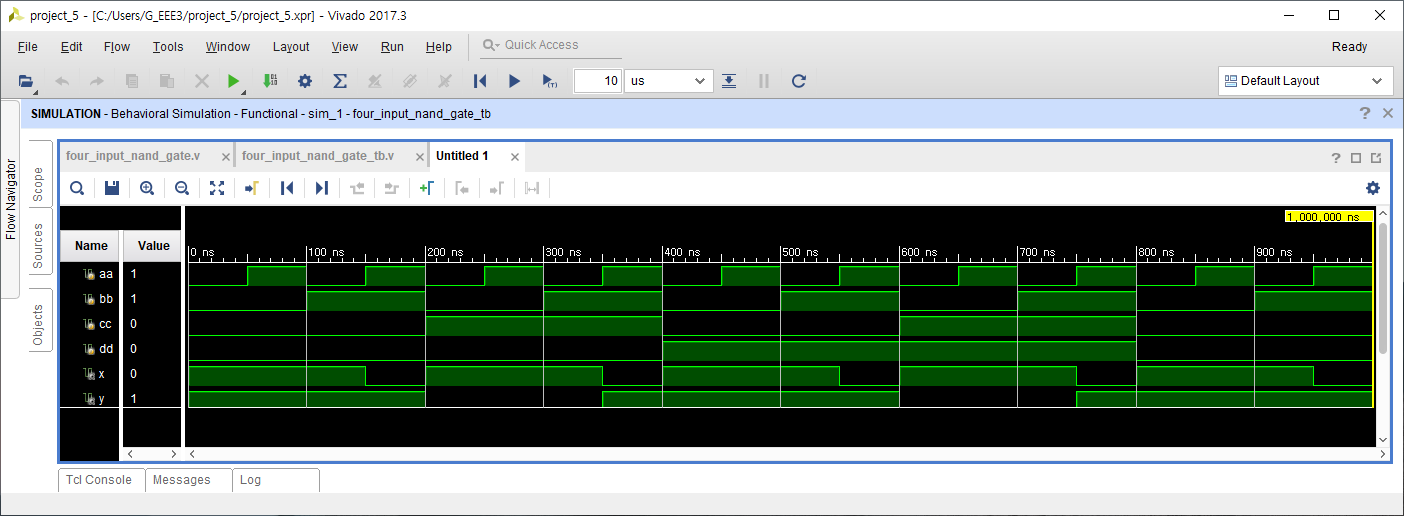 project_5 - [C:/Users/G_EEE3/project_5/project_5.xpr] - Vivado 2017.3
File Edit Flow Tools Window Layout View Run Help Quick Access Ready
10 us Default Layout
SIMULATION - Behavioral Simulation - Functional - sim_1 - four_input_nand_gate_tb
Flow Navigator
Scope
Sources
Objects
four_input_nand_gate.v four_input_nand_gate_tb.v Untitled 1
1,000,000 ns
Name Value 0 ns 100 ns 200 ns 300 ns 400 ns 500 ns 600 ns 700 ns 800 ns 900 ns
aa 1
bb 1
cc 0
dd 0
x 0
y 1
Tcl Console Messages Log